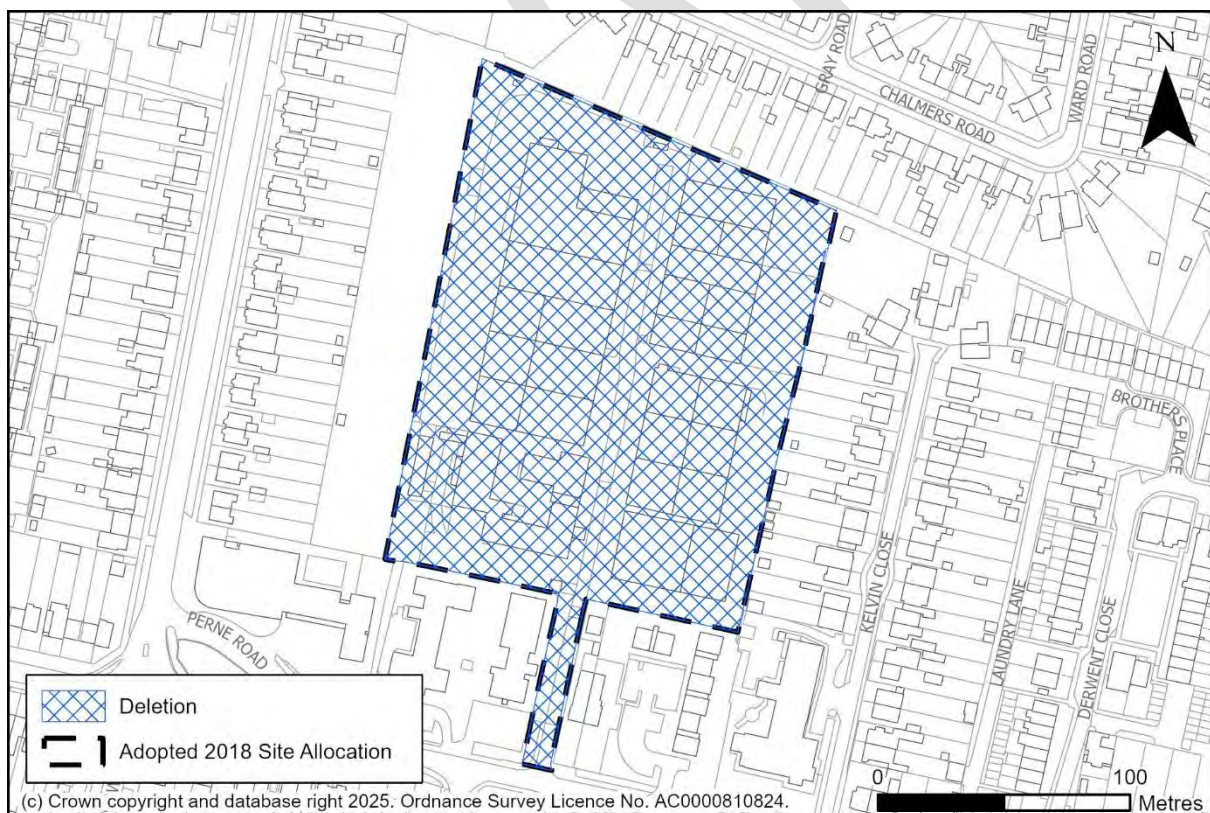 GRAY ROAD
CHALMERS ROAD
WARD ROAD
N
BROTHERS PLACE
KELVIN CLOSE
LAUNDRY LANE
DERWENT CLOSE
PERNE ROAD
Deletion
Adopted 2018 Site Allocation
0 100
Metres
(c) Crown copyright and database right 2025. Ordnance Survey Licence No. AC0000810824.